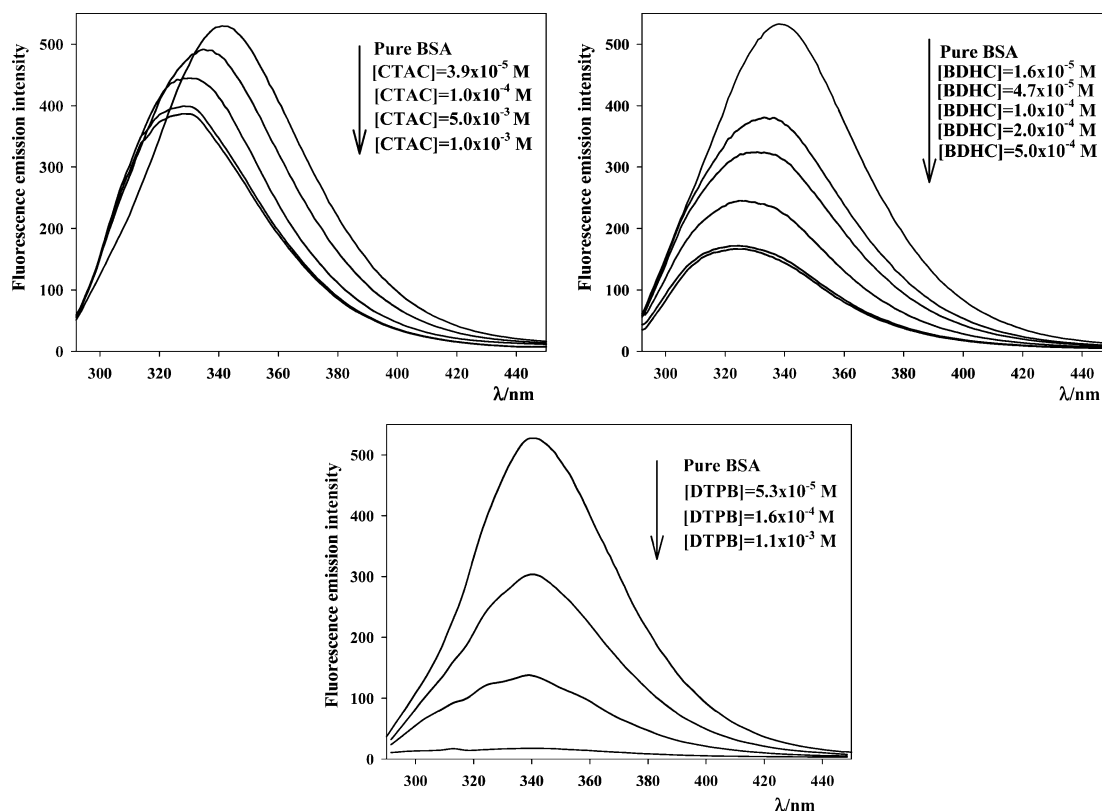 Fluorescence emission intensity
500
400
300
200
100
0
300 320 340 360 380 400 420 440
λ/nm
Pure BSA
[CTAC]=3.9x10⁻⁵ M
[CTAC]=1.0x10⁻⁴ M
[CTAC]=5.0x10⁻³ M
[CTAC]=1.0x10⁻³ M
Fluorescence emission intensity
500
400
300
200
100
0
300 320 340 360 380 400 420 440
λ/nm
Pure BSA
[BDHC]=1.6x10⁻⁵ M
[BDHC]=4.7x10⁻⁵ M
[BDHC]=1.0x10⁻⁴ M
[BDHC]=2.0x10⁻⁴ M
[BDHC]=5.0x10⁻⁴ M
Fluorescence emission intensity
500
400
300
200
100
0
300 320 340 360 380 400 420 440
λ/nm
Pure BSA
[DTPB]=5.3x10⁻⁵ M
[DTPB]=1.6x10⁻⁴ M
[DTPB]=1.1x10⁻³ M